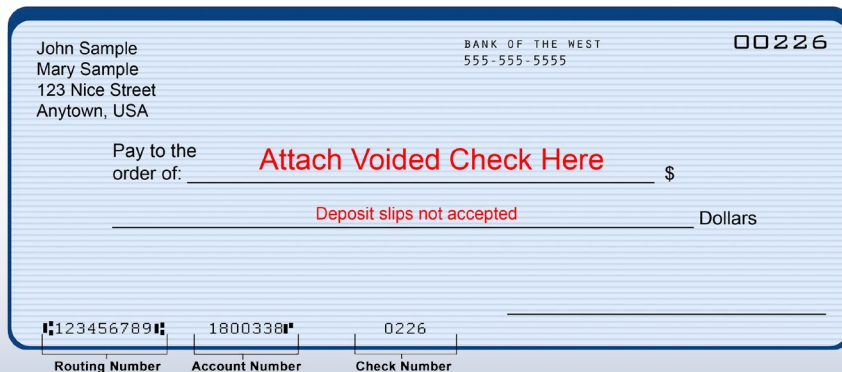 John Sample
Mary Sample
123 Nice Street
Anytown, USA
BANK OF THE WEST
555-555-5555
00226
Pay to the
order of: Attach Voided Check Here $
Deposit slips not accepted Dollars
⑆123456789⑆ 1800338⑈ 0226
Routing Number Account Number Check Number